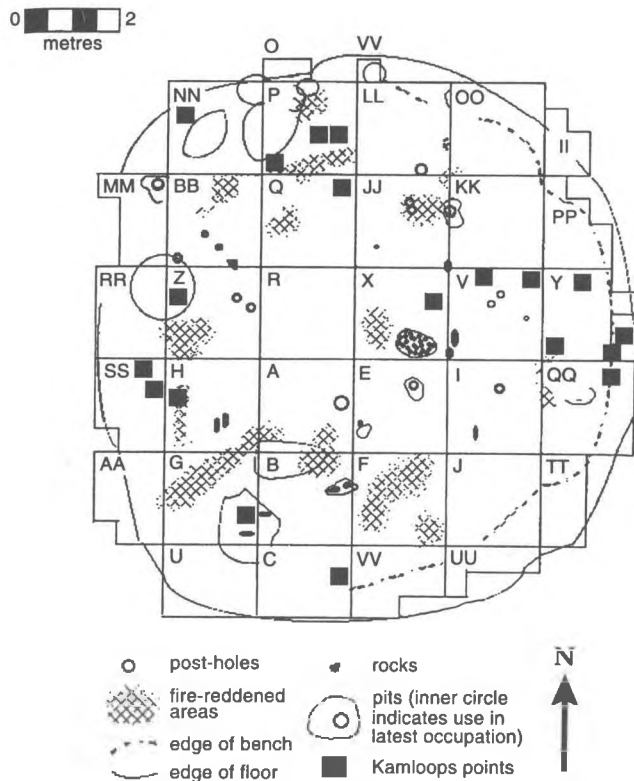 0 2
metres
O VV
NN P LL OO
II
MM BB Q JJ KK
PP
RR Z R X V Y
SS H A E I QQ
AA G B F J TT
U C VV UU
post-holes
rocks
N
fire-reddened
areas
pits (inner circle
indicates use in
latest occupation)
edge of bench
edge of floor
Kamloops points